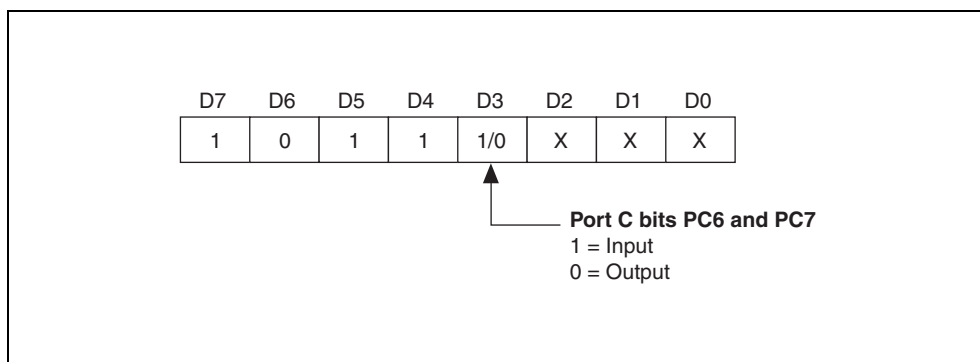 D7 D6 D5 D4 D3 D2 D1 D0
1 0 1 1 1/0 X X X
Port C bits PC6 and PC7
1 = Input
0 = Output